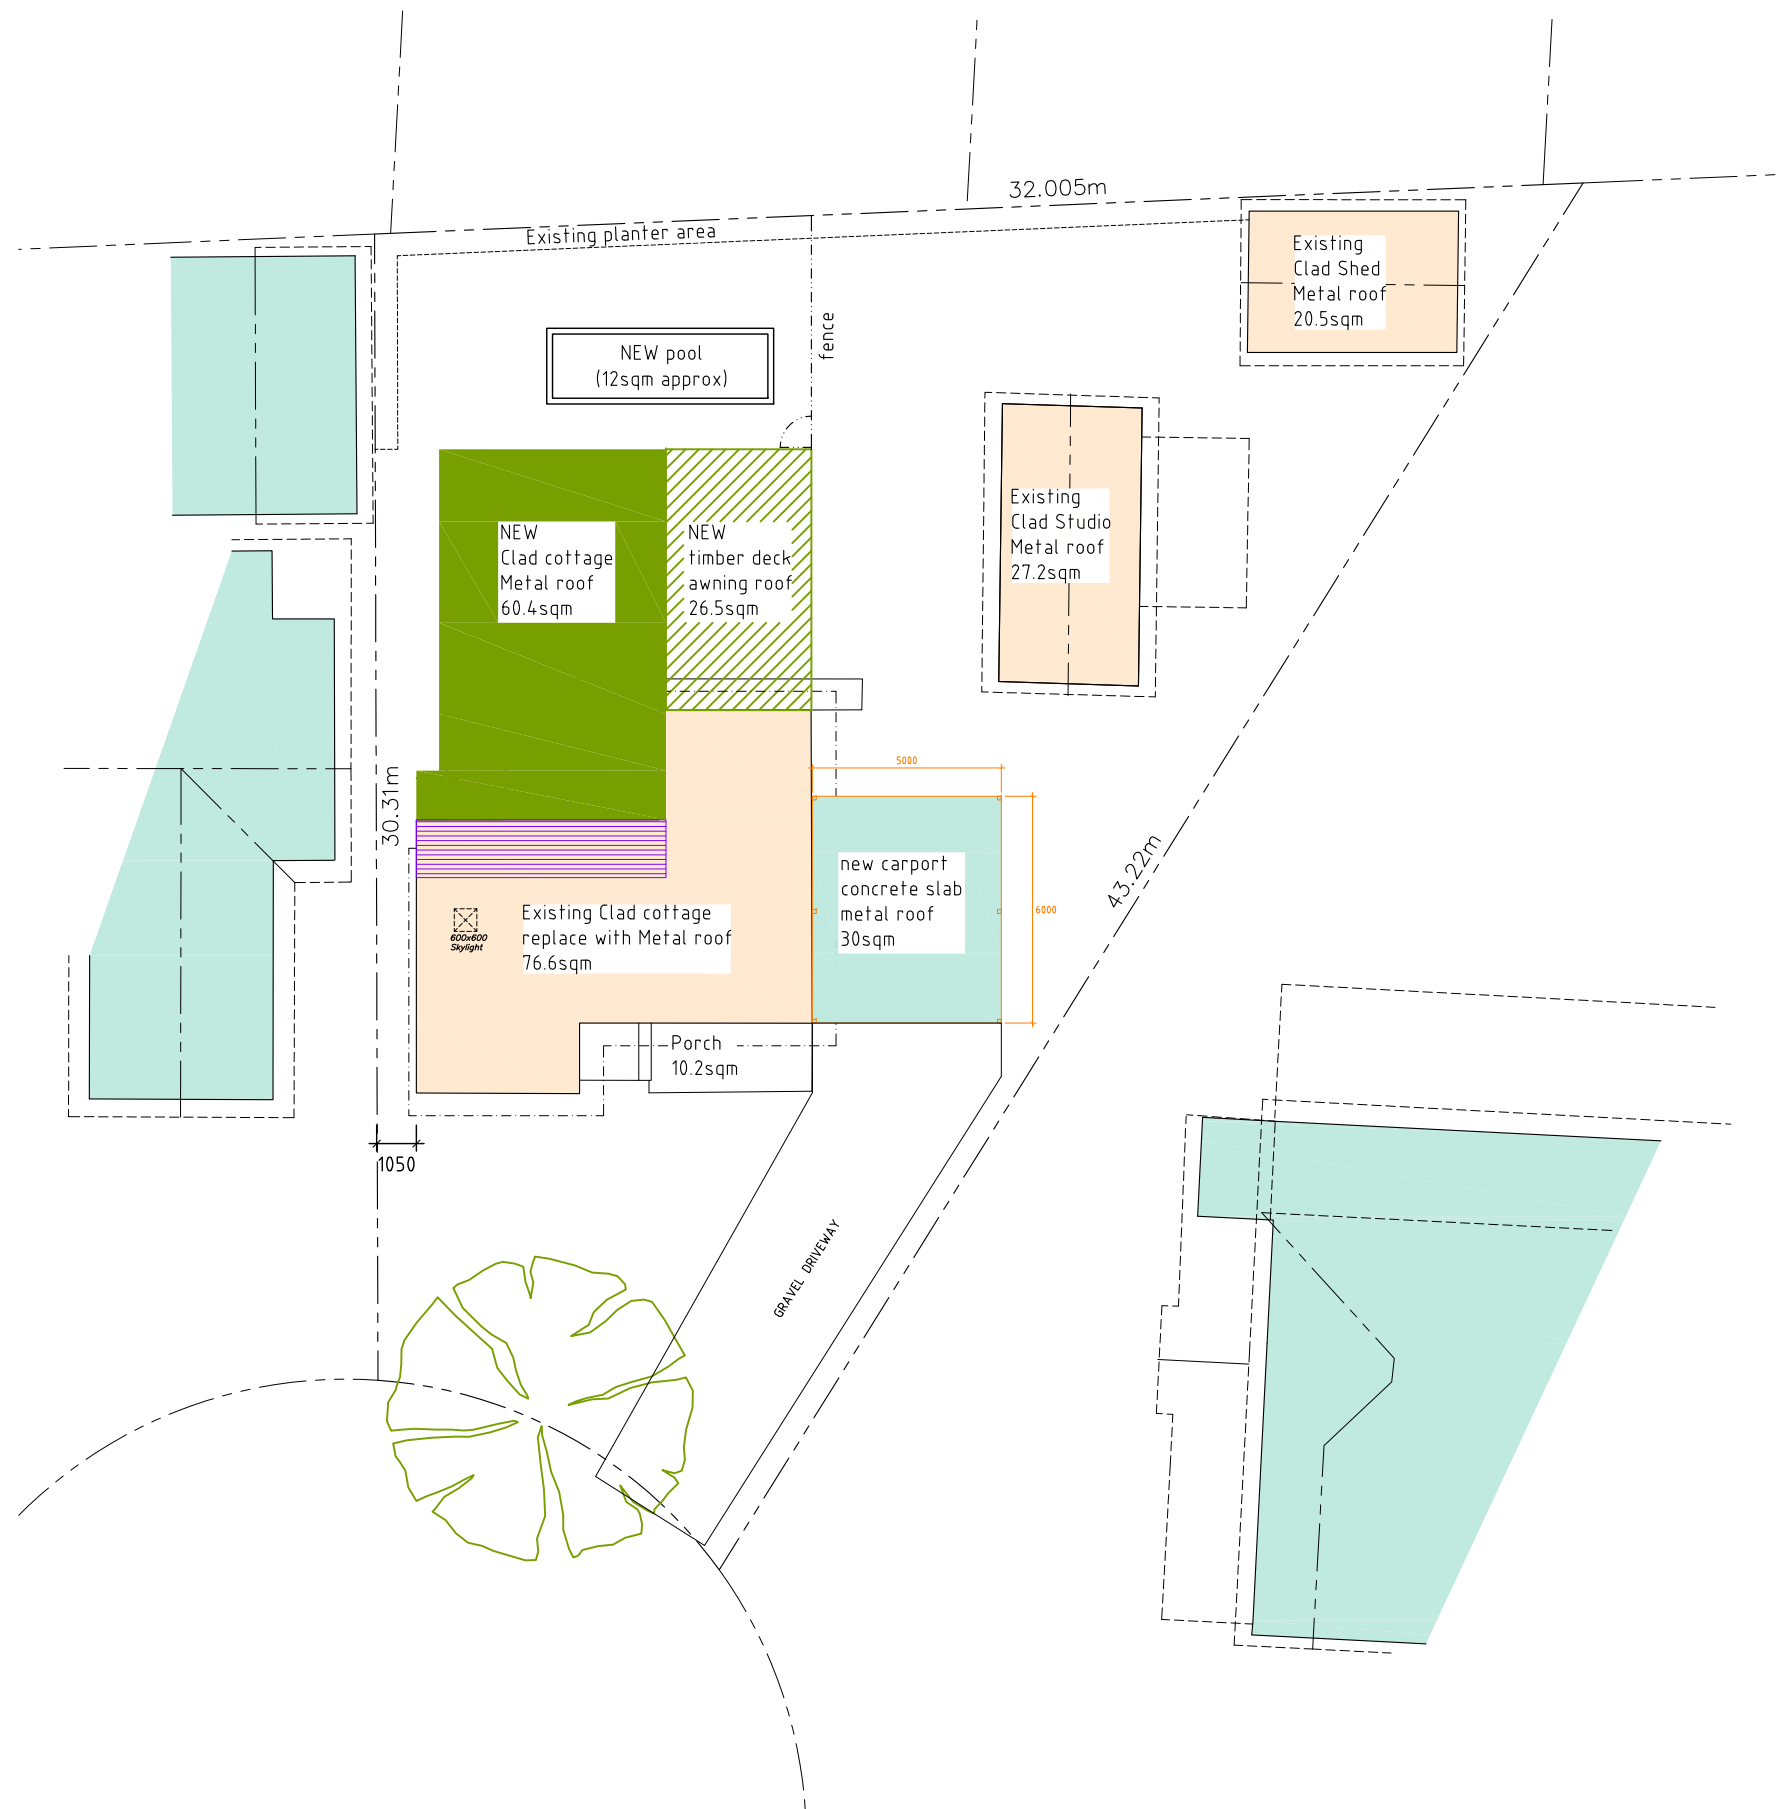 32.005m
Existing planter area
Existing
Clad Shed
Metal roof
20.5sqm
fence
NEW pool
(12sqm approx)
Existing
Clad Studio
Metal roof
27.2sqm
NEW
Clad cottage
Metal roof
60.4sqm
NEW
timber deck
awning roof
26.5sqm
5000
30.31m
43.22m
new carport
concrete slab
metal roof
30sqm
6000
600x600
Skylight
Existing Clad cottage
replace with Metal roof
76.6sqm
Porch
10.2sqm
1050
GRAVEL DRIVEWAY